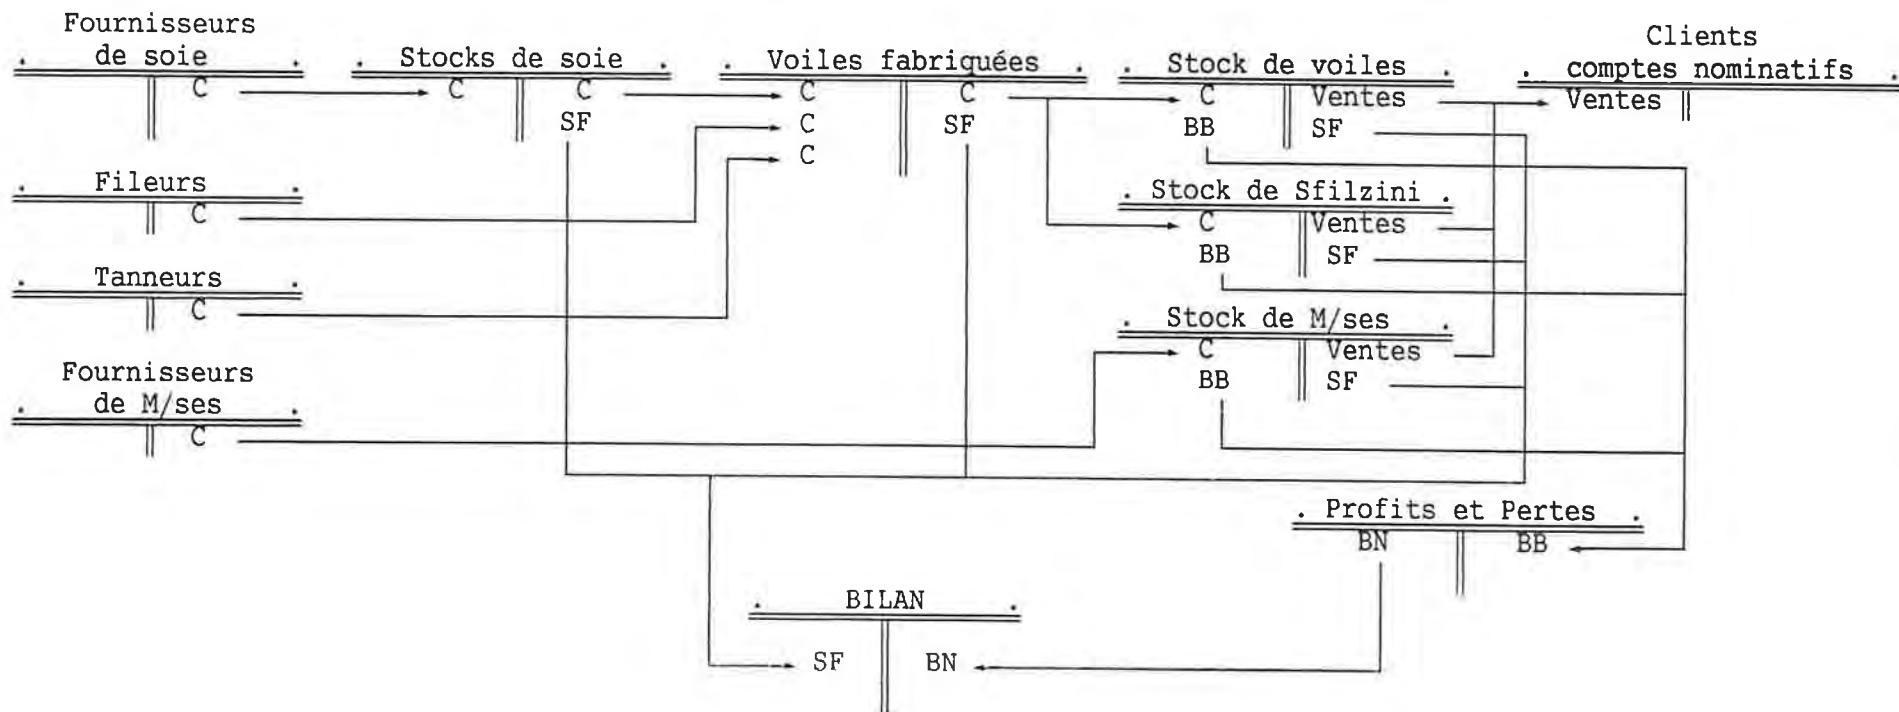 Fournisseurs
de soie
C
Stocks de soie
C C
SF
Voiles fabriquées
C C
C SF
C
Stock de voiles
C Ventes
BB SF
Clients
comptes nominatifs
Ventes
Fileurs
C
Stock de Sfilzini
C Ventes
BB SF
Tanneurs
C
Stock de M/ses
C Ventes
BB SF
Fournisseurs
de M/ses
C
Profits et Pertes
BN BB
BILAN
SF BN